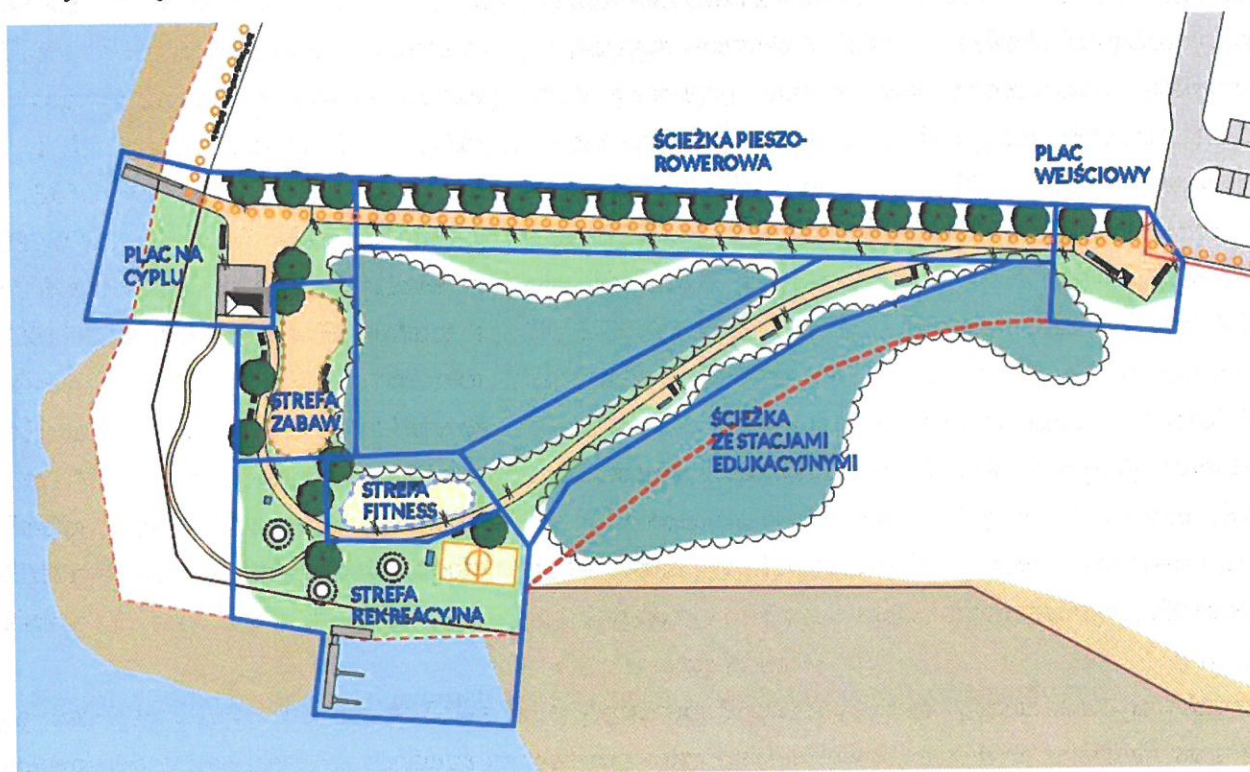 ŚCIEŻKA PIESZO-
ROWEROWA
PLAC
WEJŚCIOWY
PLAC NA
CYPLU
STREFA
ZABAW
ŚCIEŻKA
ZE STACJAMI
EDUKACYJNYMI
STREFA
FITNESS
STREFA
REKREACYJNA